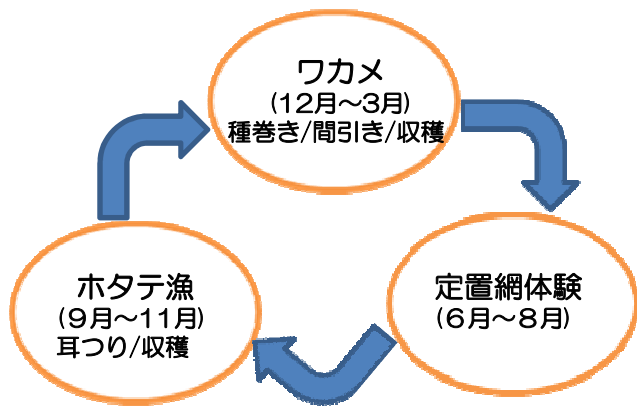 ワカメ
(12月～3月)
種巻き/間引き/収穫
定置網体験
(6月～8月)
ホタテ漁
(9月～11月)
耳つり/収穫